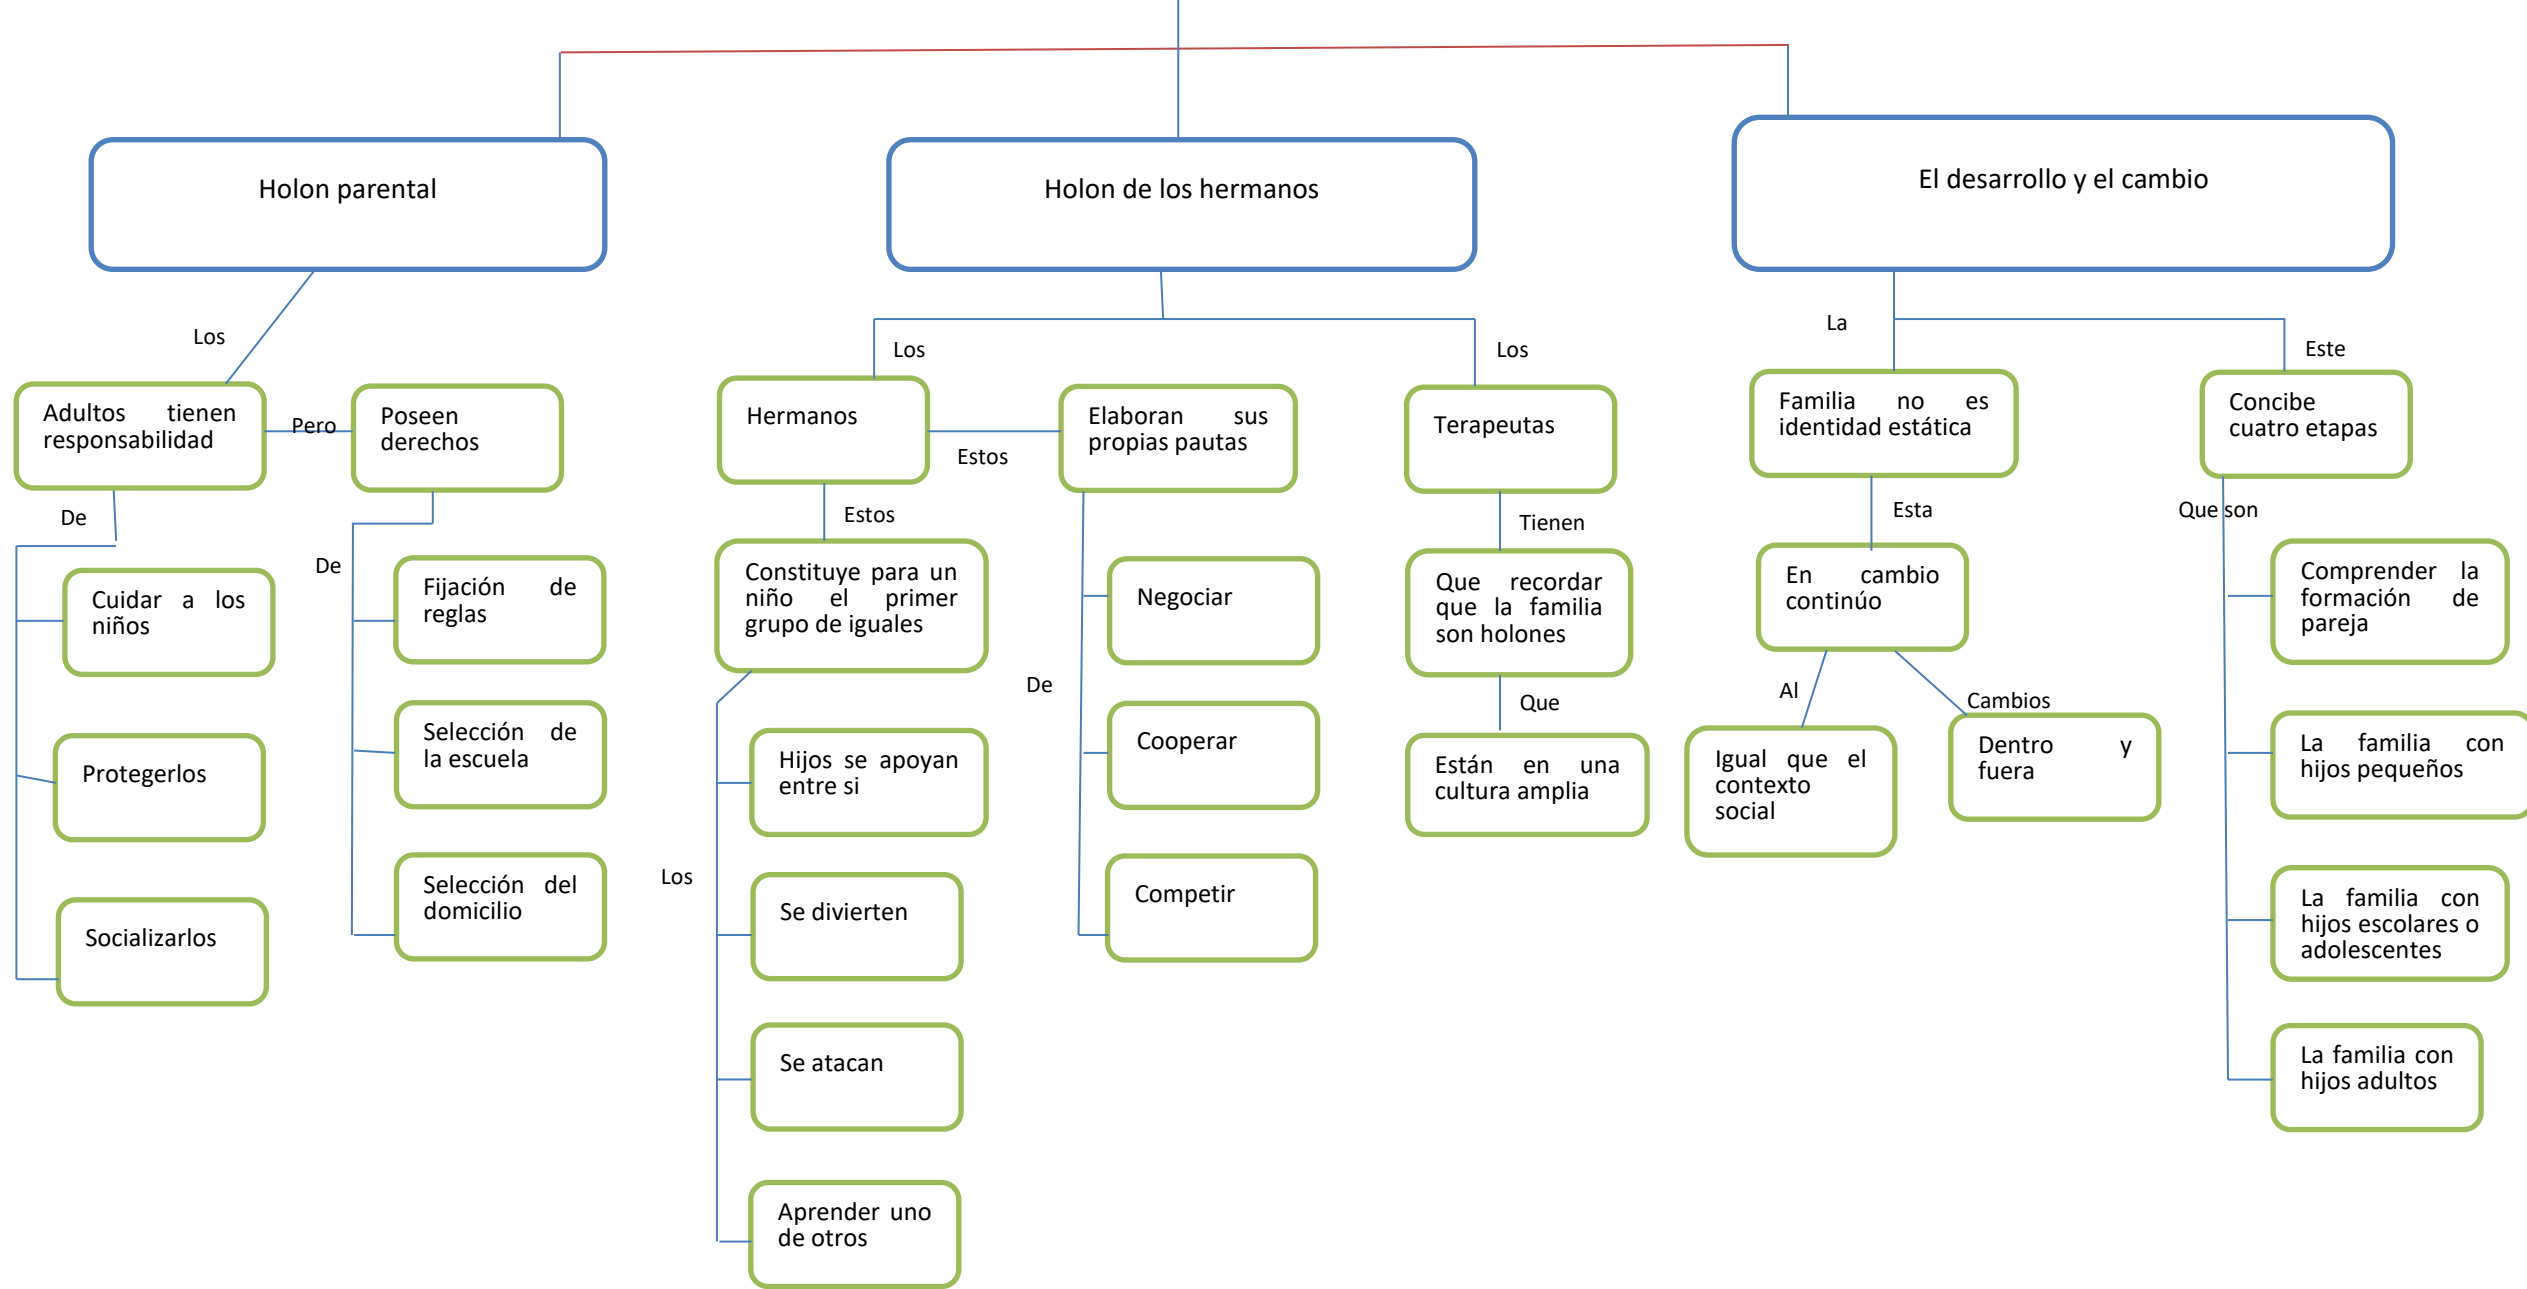 Holon parental
Holon de los hermanos
El desarrollo y el cambio
Los
Adultos tienen
responsabilidad
Pero
Poseen
derechos
De
Cuidar a los
niños
Protegerlos
Socializarlos
De
Fijación de
reglas
Selección de
la escuela
Selección del
domicilio
Los
Hermanos
Estos
Elaboran sus
propias pautas
Estos
Constituye para un
niño el primer
grupo de iguales
Los
Hijos se apoyan
entre si
Se divierten
Se atacan
Aprender uno
de otros
De
Negociar
Cooperar
Competir
Los
Terapeutas
Tienen
Que recordar
que la familia
son holones
Que
Están en una
cultura amplia
La
Familia no es
identidad estática
Esta
En cambio
continúo
Al
Igual que el
contexto
social
Cambios
Dentro y
fuera
Este
Concibe
cuatro etapas
Que son
Comprender la
formación de
pareja
La familia con
hijos pequeños
La familia con
hijos escolares o
adolescentes
La familia con
hijos adultos